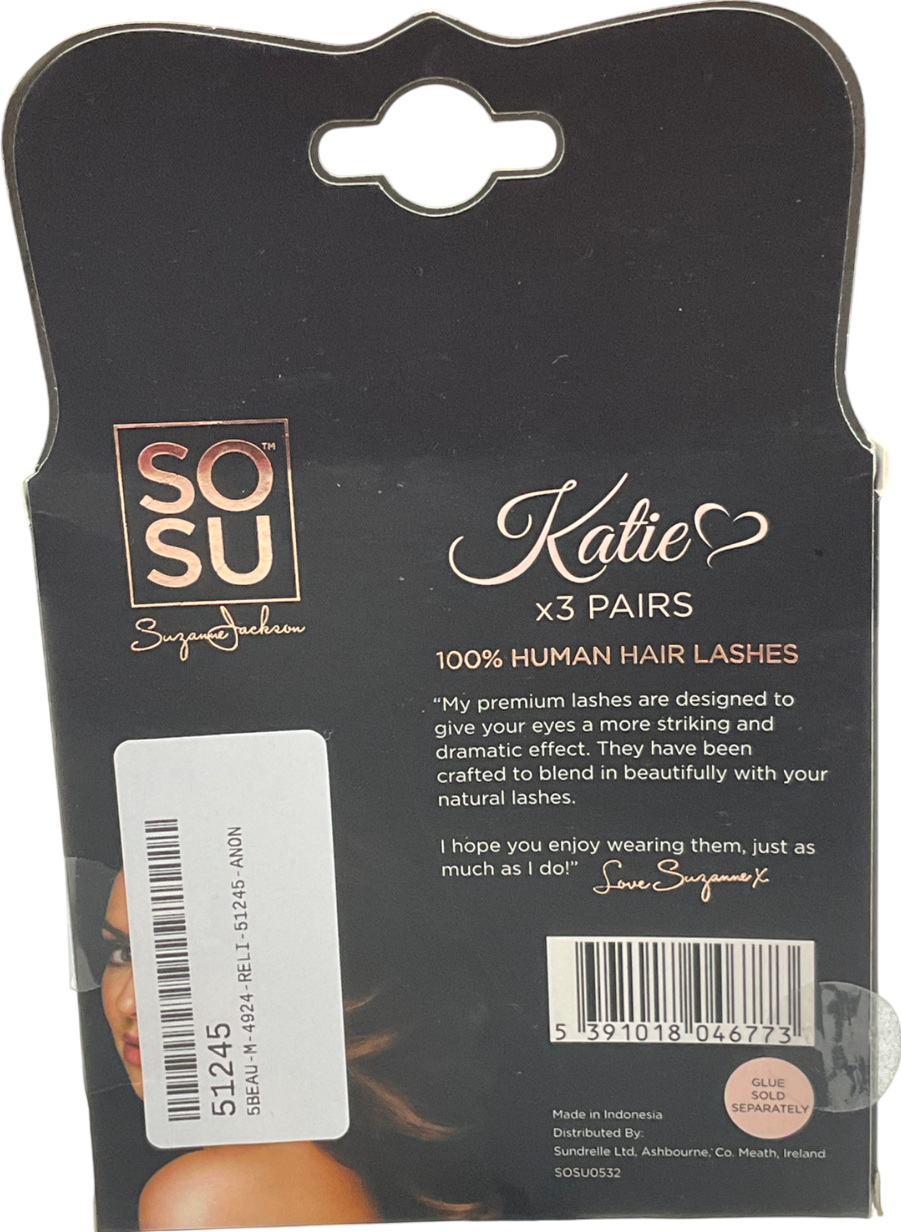 SO™
SU
Suzanne Jackson
Katie
x3 PAIRS
100% HUMAN HAIR LASHES
“My premium lashes are designed to
give your eyes a more striking and
dramatic effect. They have been
crafted to blend in beautifully with your
natural lashes.
I hope you enjoy wearing them, just as
much as I do!” Love Suzanne x
51245
5BEAU-M-4924-RELI-51245-ANON
5 391018 046773
GLUE
SOLD
SEPARATELY
Made in Indonesia
Distributed By:
Sundrelle Ltd, Ashbourne, Co. Meath, Ireland
SOSU0532